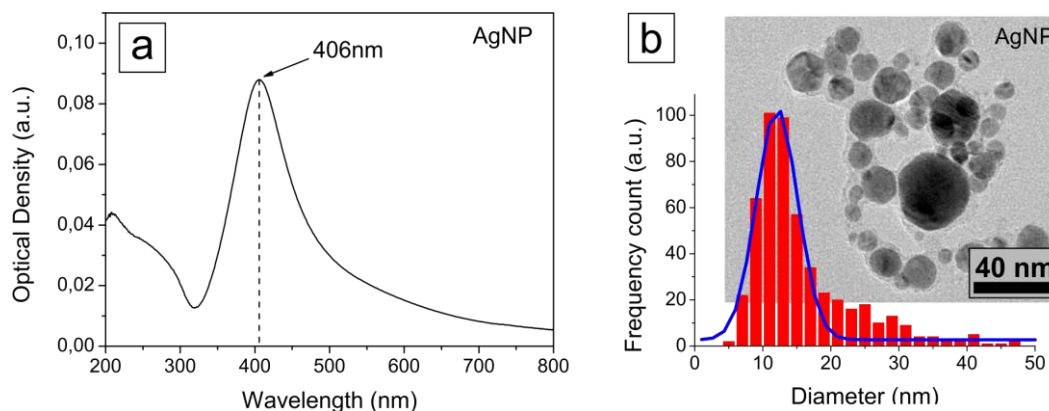 a
AgNP
406nm
0,10
0,08
0,06
0,04
0,02
0,00
Optical Density (a.u.)
200 300 400 500 600 700 800
Wavelength (nm)
b
AgNP
100
80
60
40
20
0
Frequency count (a.u.)
40 nm
0 10 20 30 40 50
Diameter (nm)